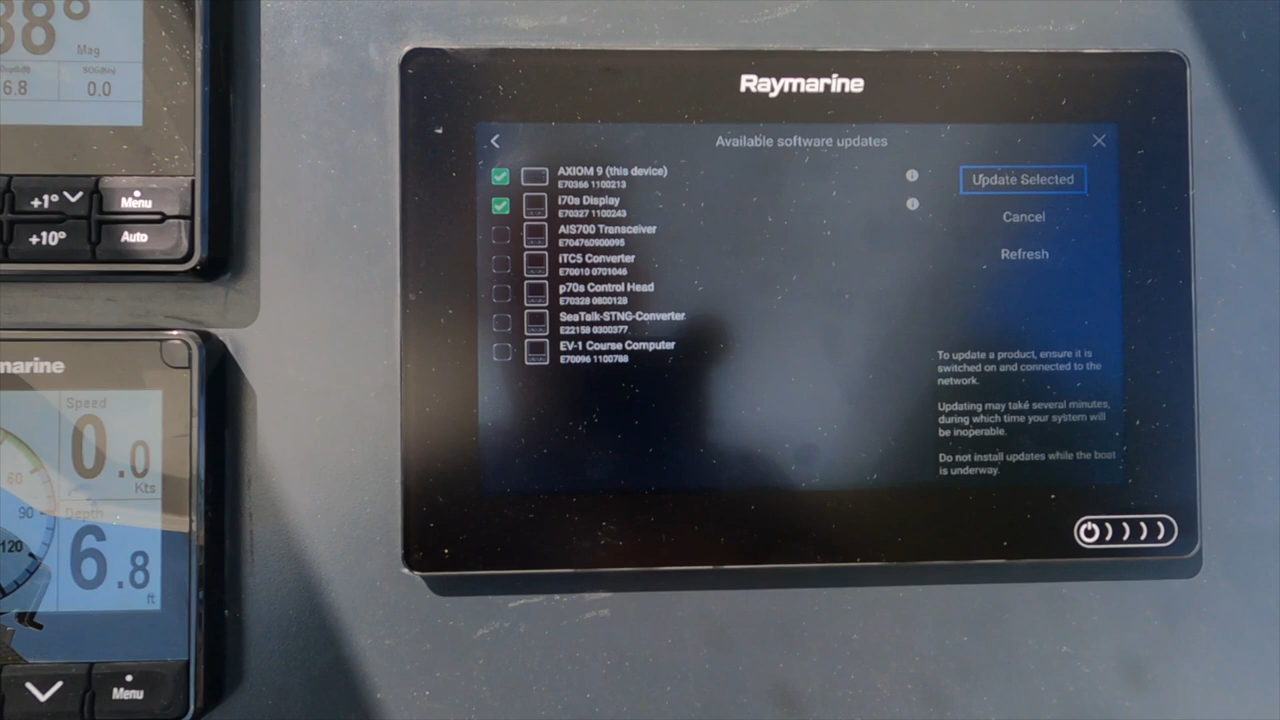 88°
Mag
6.8
0.0
+1°
Menu
+10°
Auto
marine
Speed
0.0
Kts
60
90
120
Depth
6.8
ft
Menu
Raymarine
Available software updates
AXIOM 9 (this device)
E70366 1100213
i70s Display
E70327 1100243
AIS700 Transceiver
E704760900095
iTC5 Converter
E70010 0701046
p70s Control Head
E70328 0800128
SeaTalk-STNG-Converter
E22158 0300377
EV-1 Course Computer
E70096 1100788
Update Selected
Cancel
Refresh
To update a product, ensure it is
switched on and connected to the
network.
Updating may take several minutes,
during which time your system will
be inoperable.
Do not install updates while the boat
is underway.